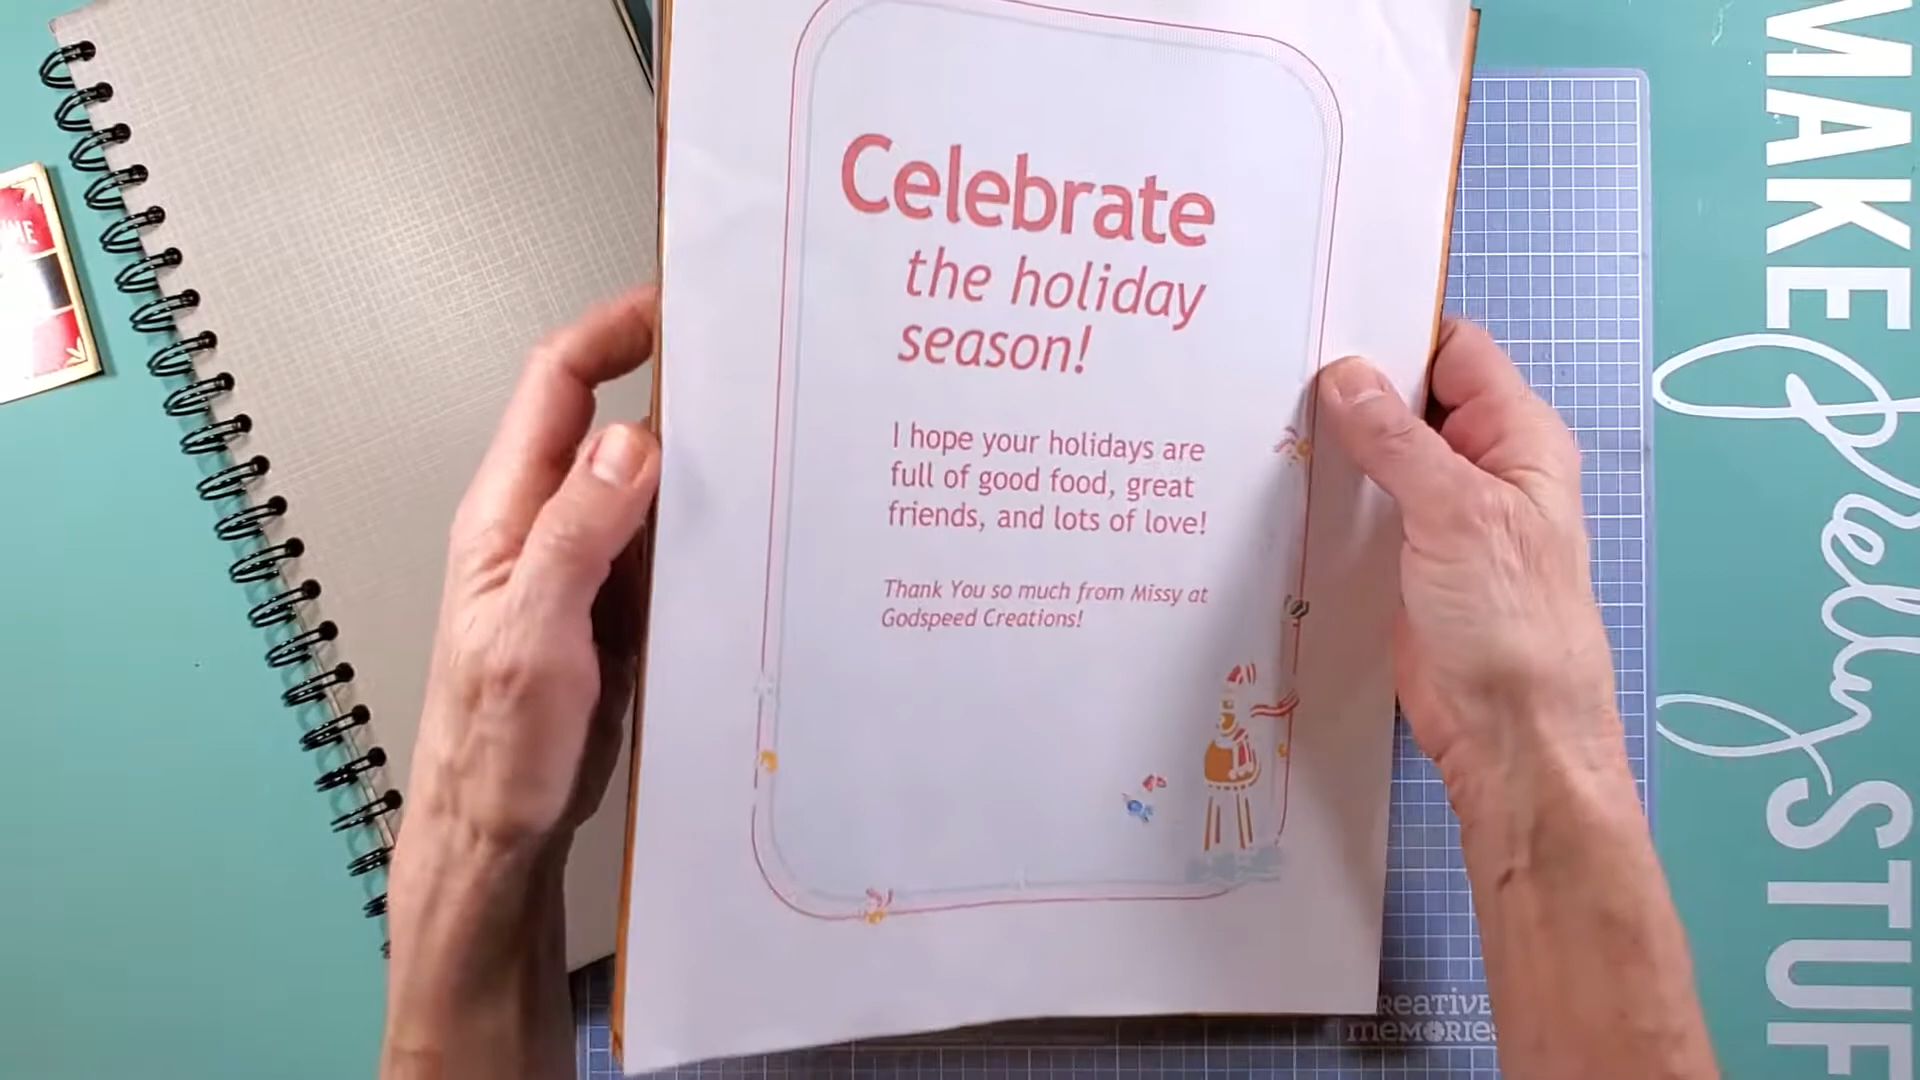 Celebrate
the holiday
season!
I hope your holidays are
full of good food, great
friends, and lots of love!
Thank You so much from Missy at
Godspeed Creations!
MAKE
Pretty
STUF
reative
memories